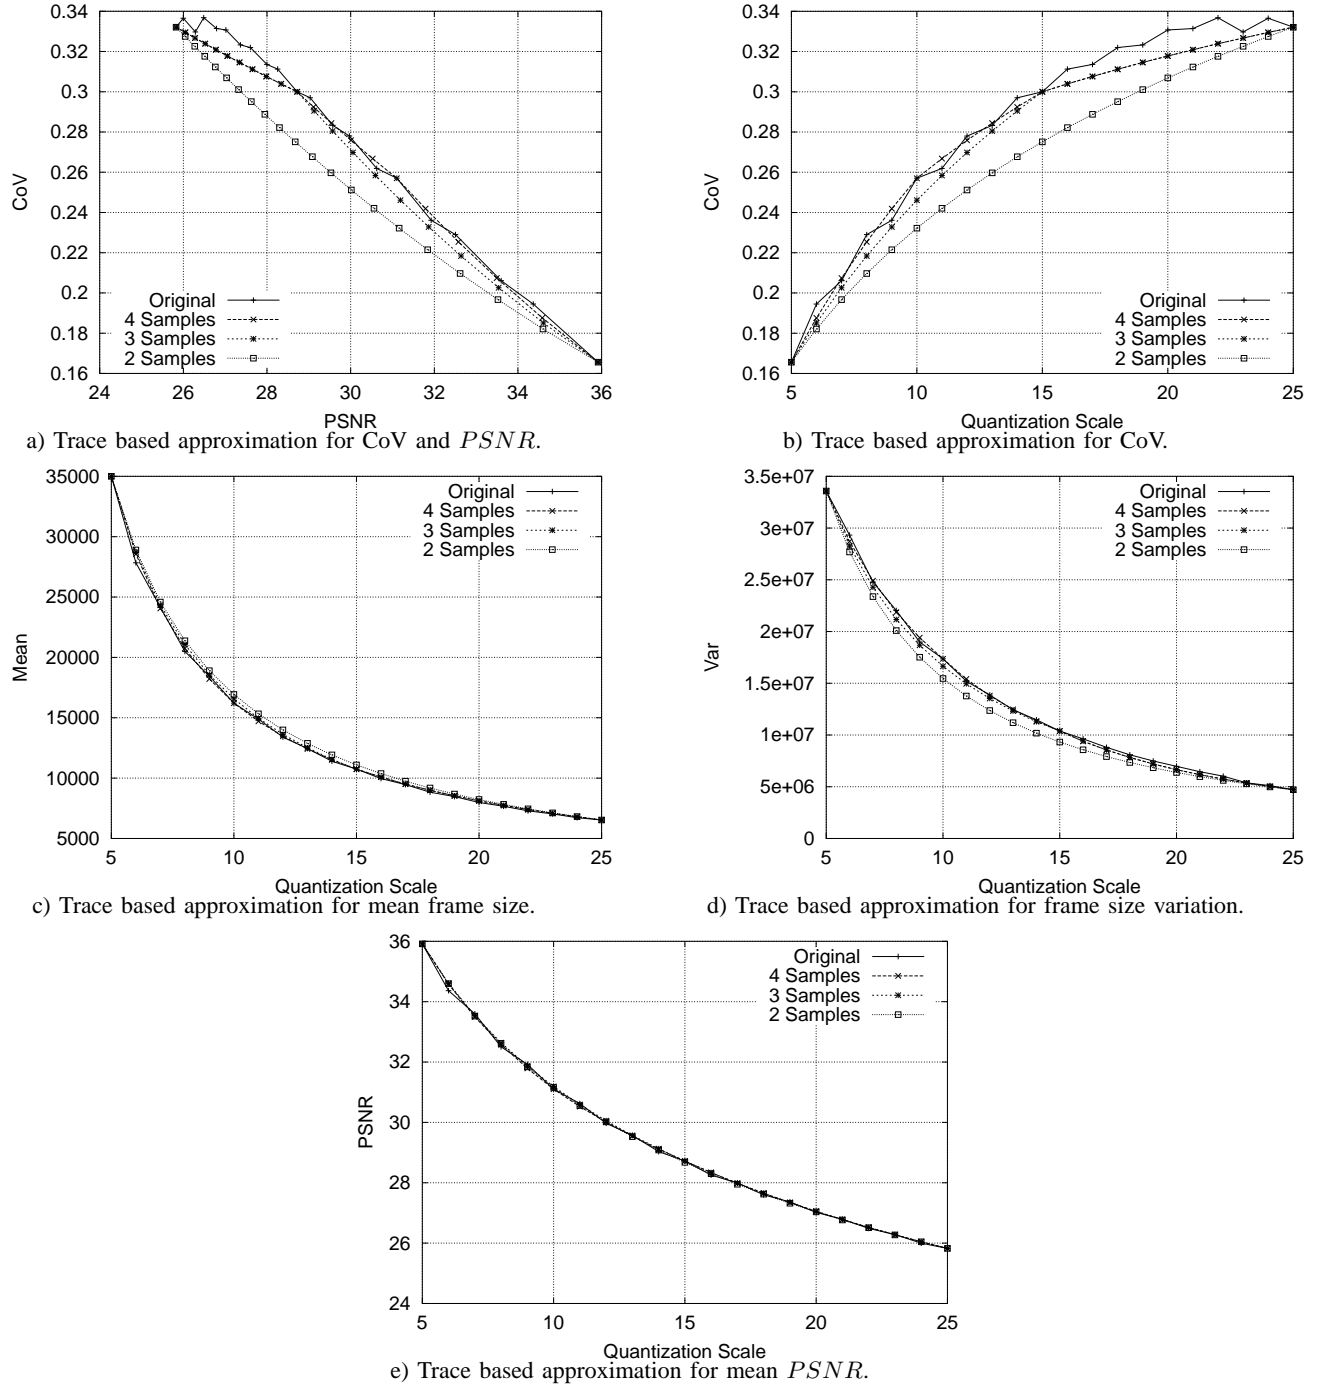 0.34
0.32
0.3
0.28
0.26
0.24
0.22
0.2
0.18
0.16
CoV
24 26 28 30 32 34 36
PSNR
Original
4 Samples
3 Samples
2 Samples
a) Trace based approximation for CoV and PSNR.
0.34
0.32
0.3
0.28
0.26
0.24
0.22
0.2
0.18
0.16
CoV
5 10 15 20 25
Quantization Scale
Original
4 Samples
3 Samples
2 Samples
b) Trace based approximation for CoV.
35000
30000
25000
20000
15000
10000
5000
Mean
5 10 15 20 25
Quantization Scale
Original
4 Samples
3 Samples
2 Samples
c) Trace based approximation for mean frame size.
3.5e+07
3e+07
2.5e+07
2e+07
1.5e+07
1e+07
5e+06
0
Var
5 10 15 20 25
Quantization Scale
Original
4 Samples
3 Samples
2 Samples
d) Trace based approximation for frame size variation.
36
34
32
30
28
26
24
PSNR
5 10 15 20 25
Quantization Scale
Original
4 Samples
3 Samples
2 Samples
e) Trace based approximation for mean PSNR.